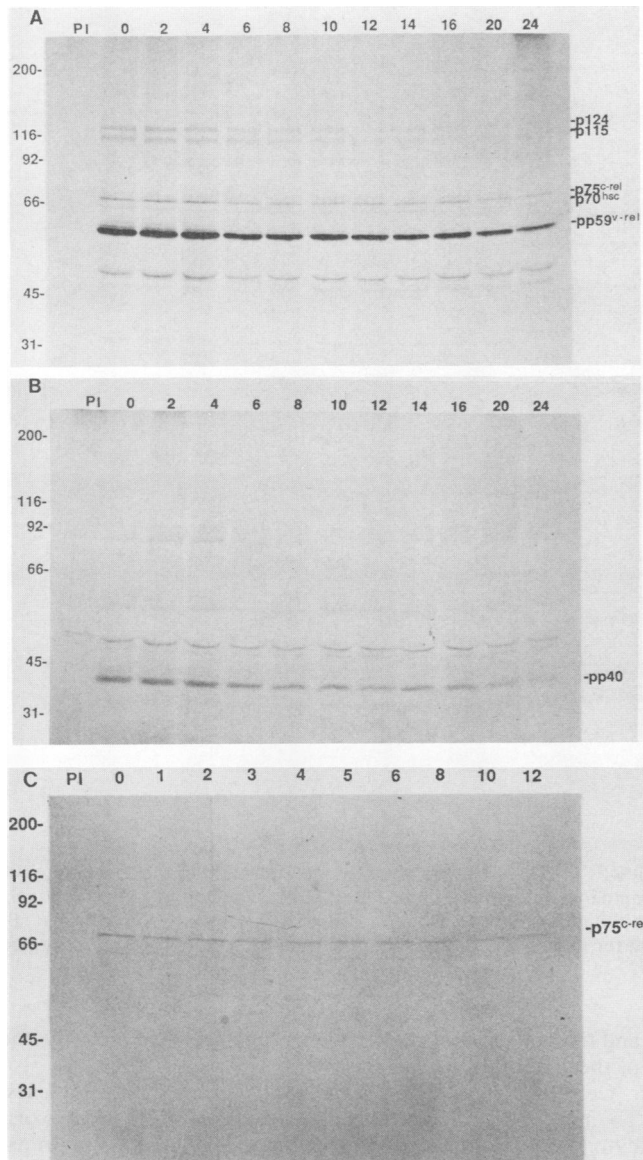 A
PI 0 2 4 6 8 10 12 14 16 20 24
200-
116-
92-
66-
45-
31-
-p124
-p115
-p75c-rel
-p70hsc
-pp59v-rel
B
PI 0 2 4 6 8 10 12 14 16 20 24
200-
116-
92-
66-
45-
31-
-pp40
C
PI 0 1 2 3 4 5 6 8 10 12
200-
116-
92-
66-
45-
31-
-p75c-re